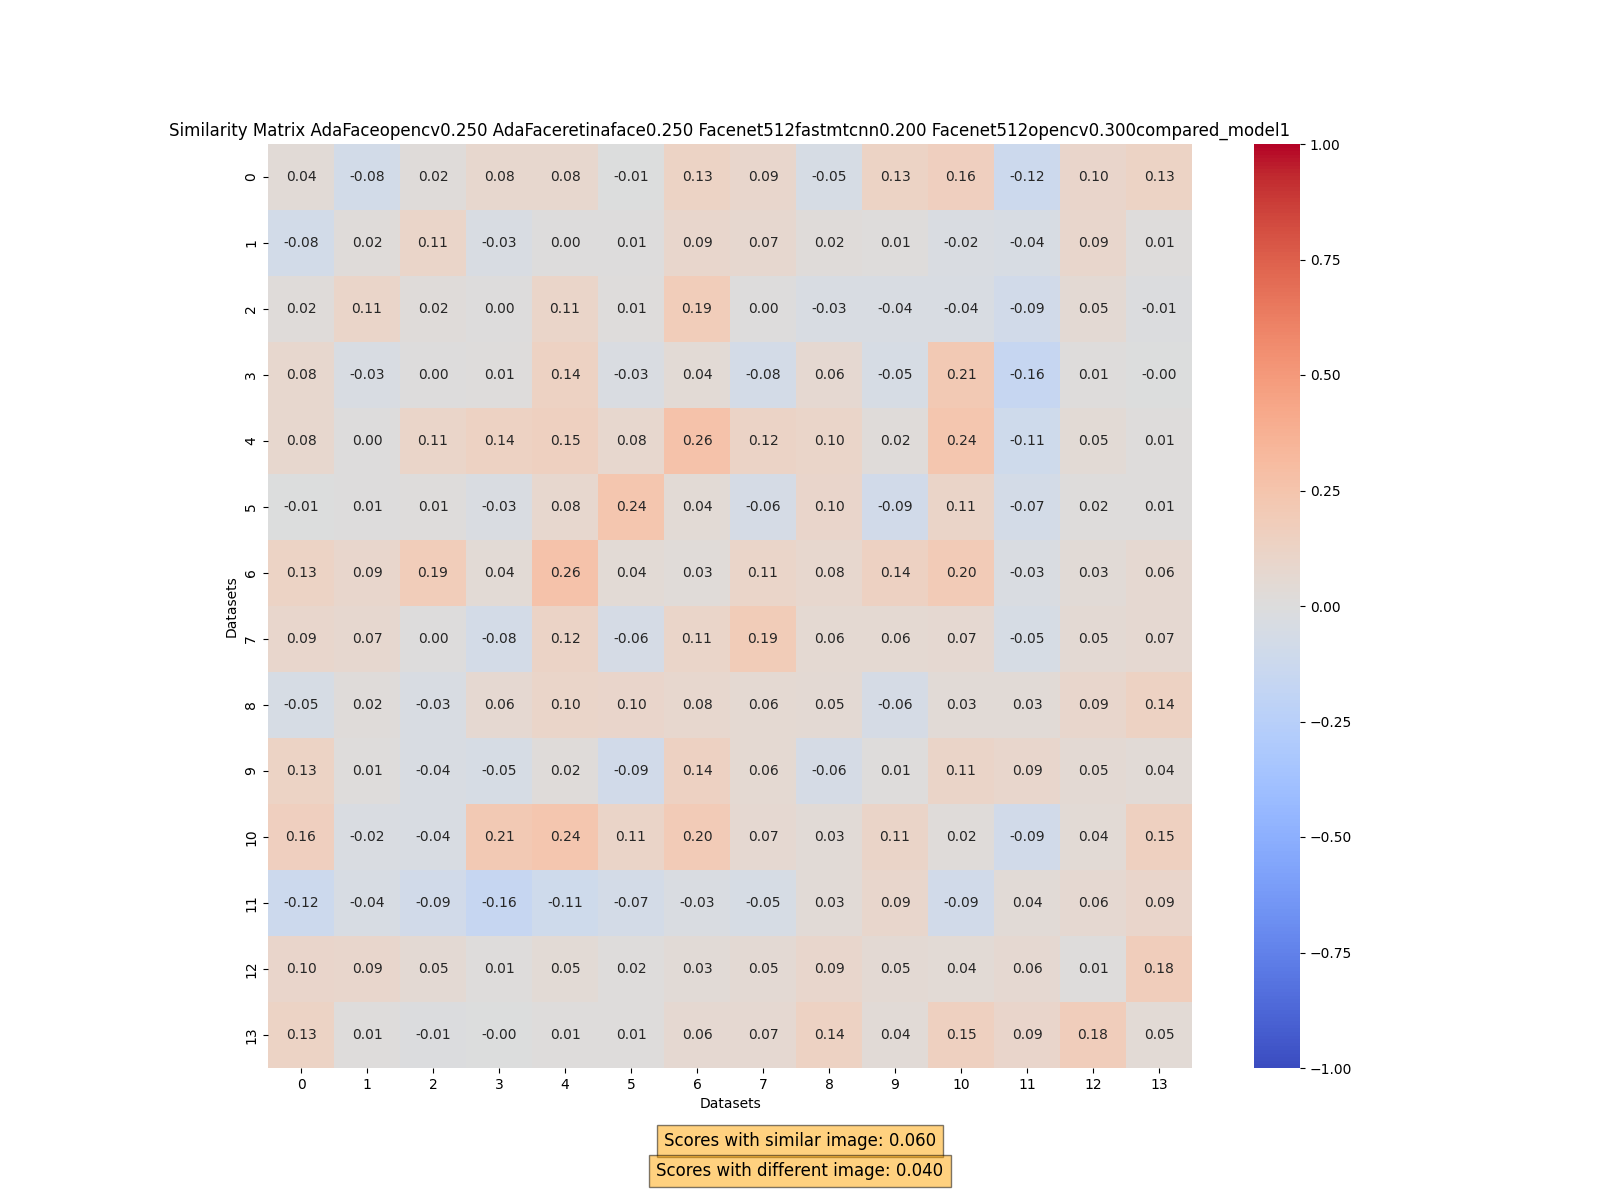 Similarity Matrix AdaFaceopencv0.250 AdaFaceretinaface0.250 Facenet512fastmtcnn0.200 Facenet512opencv0.300compared_model1
0 0.04 -0.08 0.02 0.08 0.08 -0.01 0.13 0.09 -0.05 0.13 0.16 -0.12 0.10 0.13
1 -0.08 0.02 0.11 -0.03 0.00 0.01 0.09 0.07 0.02 0.01 -0.02 -0.04 0.09 0.01
2 0.02 0.11 0.02 0.00 0.11 0.01 0.19 0.00 -0.03 -0.04 -0.04 -0.09 0.05 -0.01
3 0.08 -0.03 0.00 0.01 0.14 -0.03 0.04 -0.08 0.06 -0.05 0.21 -0.16 0.01 -0.00
4 0.08 0.00 0.11 0.14 0.15 0.08 0.26 0.12 0.10 0.02 0.24 -0.11 0.05 0.01
5 -0.01 0.01 0.01 -0.03 0.08 0.24 0.04 -0.06 0.10 -0.09 0.11 -0.07 0.02 0.01
6 0.13 0.09 0.19 0.04 0.26 0.04 0.03 0.11 0.08 0.14 0.20 -0.03 0.03 0.06
7 0.09 0.07 0.00 -0.08 0.12 -0.06 0.11 0.19 0.06 0.06 0.07 -0.05 0.05 0.07
8 -0.05 0.02 -0.03 0.06 0.10 0.10 0.08 0.06 0.05 -0.06 0.03 0.03 0.09 0.14
9 0.13 0.01 -0.04 -0.05 0.02 -0.09 0.14 0.06 -0.06 0.01 0.11 0.09 0.05 0.04
10 0.16 -0.02 -0.04 0.21 0.24 0.11 0.20 0.07 0.03 0.11 0.02 -0.09 0.04 0.15
11 -0.12 -0.04 -0.09 -0.16 -0.11 -0.07 -0.03 -0.05 0.03 0.09 -0.09 0.04 0.06 0.09
12 0.10 0.09 0.05 0.01 0.05 0.02 0.03 0.05 0.09 0.05 0.04 0.06 0.01 0.18
13 0.13 0.01 -0.01 -0.00 0.01 0.01 0.06 0.07 0.14 0.04 0.15 0.09 0.18 0.05
0 1 2 3 4 5 6 7 8 9 10 11 12 13
Datasets
Datasets
1.00
0.75
0.50
0.25
0.00
−0.25
−0.50
−0.75
−1.00
Scores with similar image: 0.060
Scores with different image: 0.040